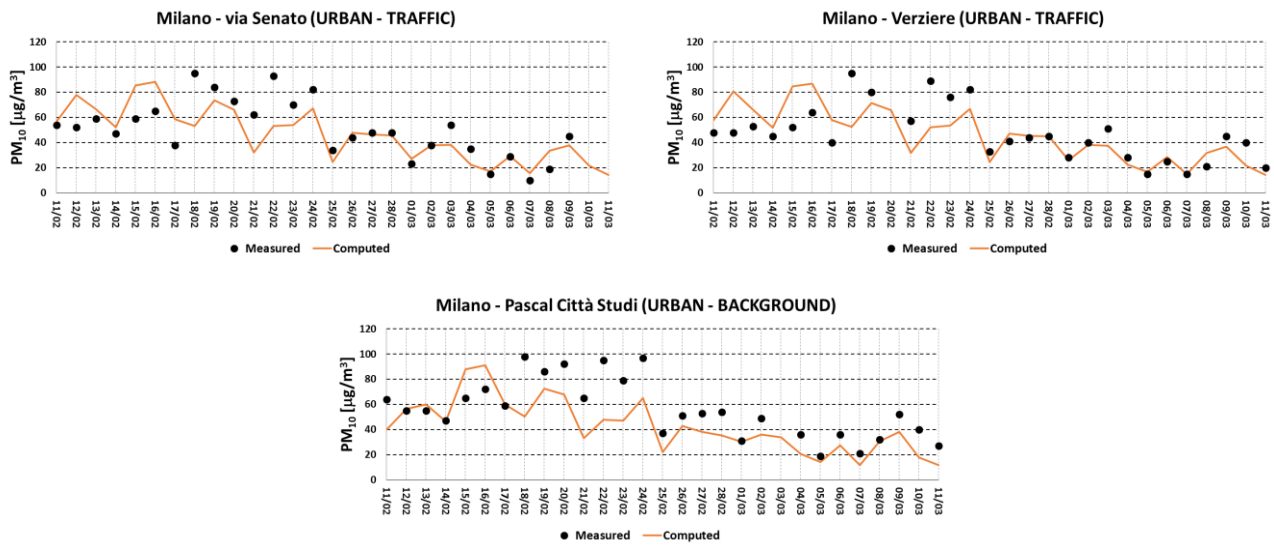 Milano - via Senato (URBAN - TRAFFIC)
PM10 [µg/m³]
120
100
80
60
40
20
0
11/02 12/02 13/02 14/02 15/02 16/02 17/02 18/02 19/02 20/02 21/02 22/02 23/02 24/02 25/02 26/02 27/02 28/02 01/03 02/03 03/03 04/03 05/03 06/03 07/03 08/03 09/03 10/03 11/03
Measured Computed
Milano - Verziere (URBAN - TRAFFIC)
PM10 [µg/m³]
120
100
80
60
40
20
0
11/02 12/02 13/02 14/02 15/02 16/02 17/02 18/02 19/02 20/02 21/02 22/02 23/02 24/02 25/02 26/02 27/02 28/02 01/03 02/03 03/03 04/03 05/03 06/03 07/03 08/03 09/03 10/03 11/03
Measured Computed
Milano - Pascal Città Studi (URBAN - BACKGROUND)
PM10 [µg/m³]
120
100
80
60
40
20
0
11/02 12/02 13/02 14/02 15/02 16/02 17/02 18/02 19/02 20/02 21/02 22/02 23/02 24/02 25/02 26/02 27/02 28/02 01/03 02/03 03/03 04/03 05/03 06/03 07/03 08/03 09/03 10/03 11/03
Measured Computed